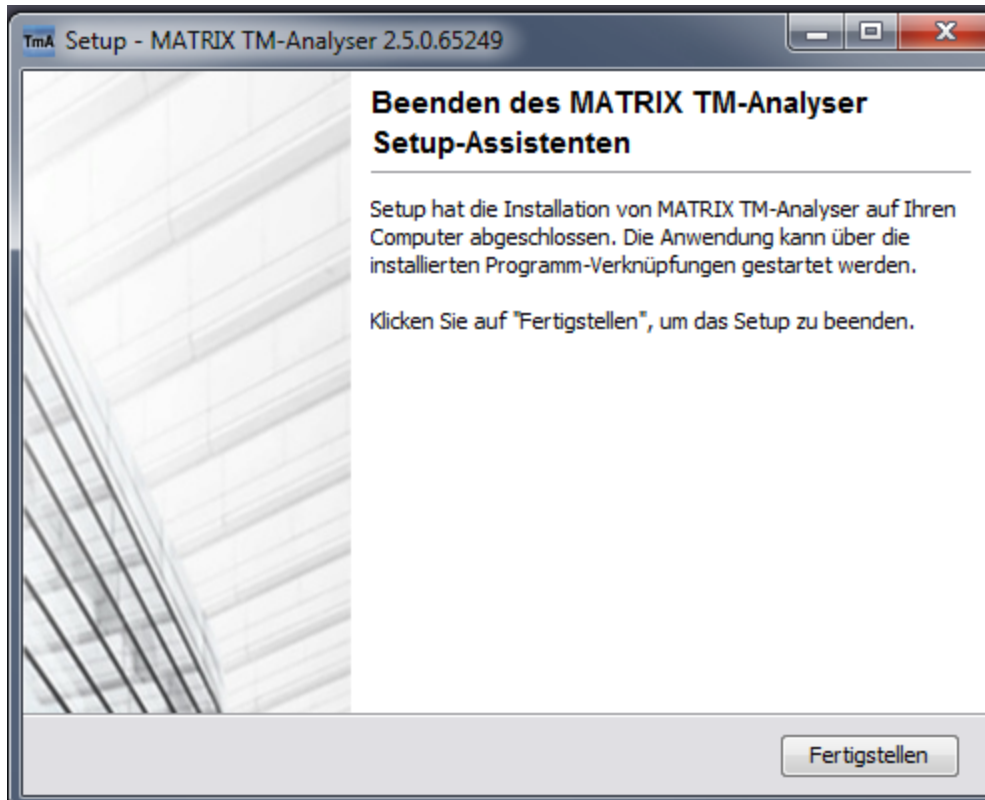 TmA Setup - MATRIX TM-Analyser 2.5.0.65249
Beenden des MATRIX TM-Analyser
Setup-Assistenten
Setup hat die Installation von MATRIX TM-Analyser auf Ihren
Computer abgeschlossen. Die Anwendung kann über die
installierten Programm-Verknüpfungen gestartet werden.
Klicken Sie auf "Fertigstellen", um das Setup zu beenden.
Fertigstellen